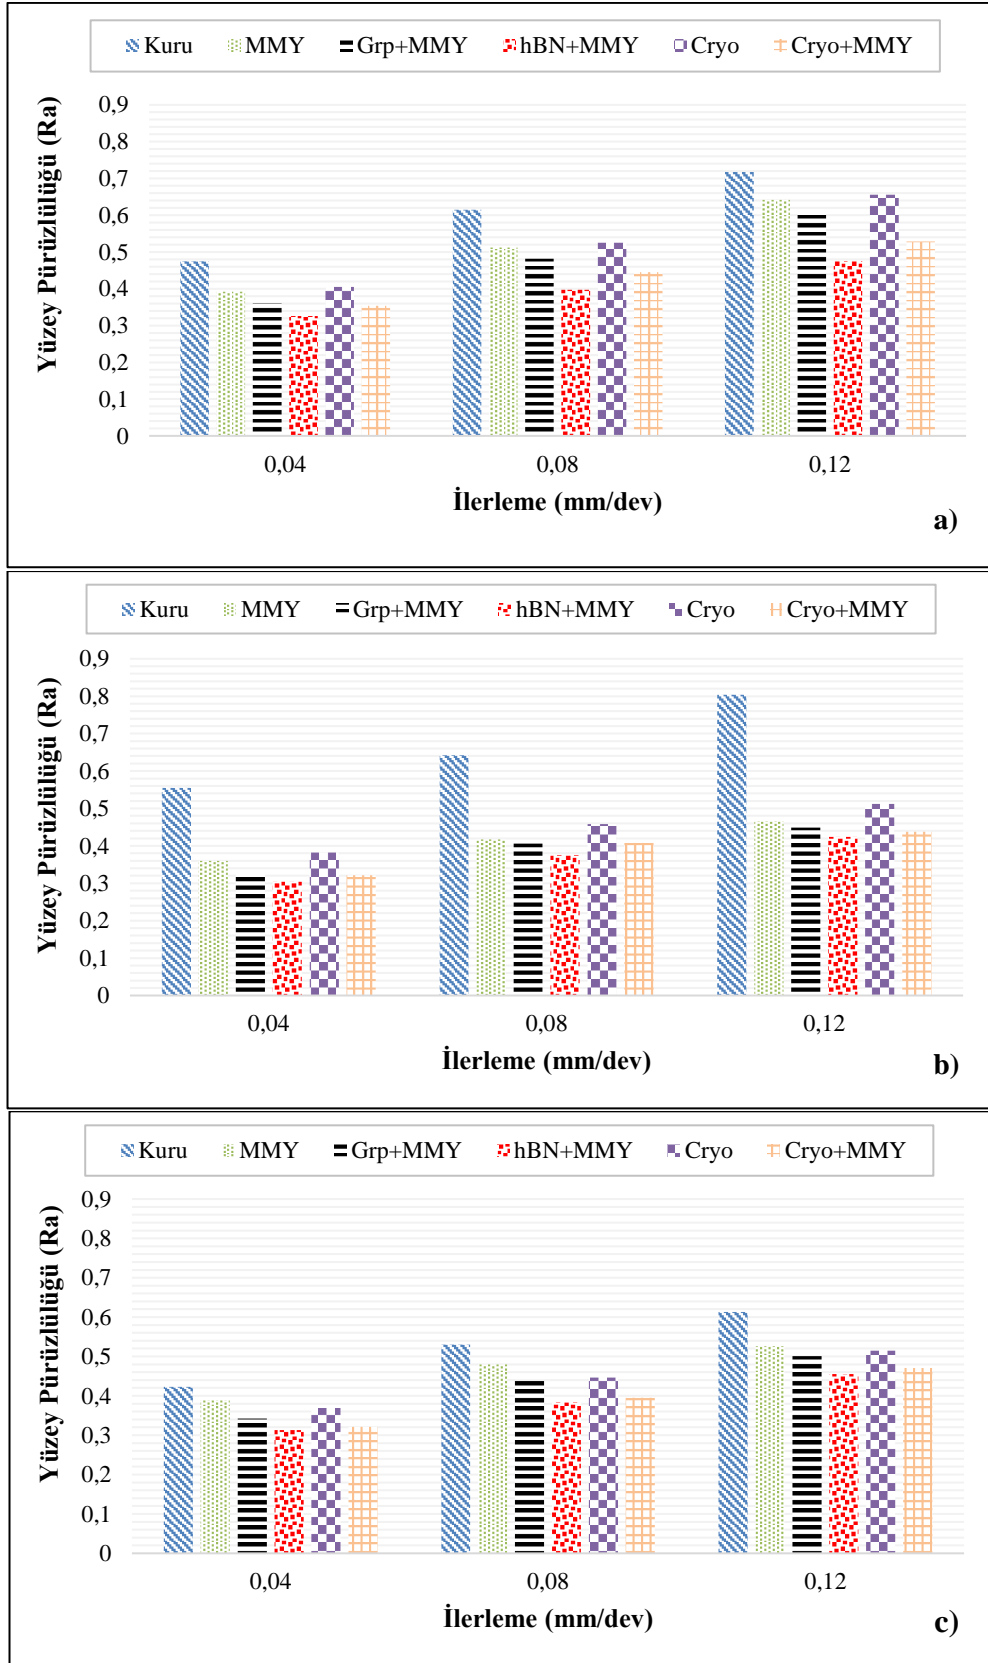 Kuru MMY Grp+MMY hBN+MMY Cryo Cryo+MMY
Yüzey Pürüzlülüğü (Ra)
0,9
0,8
0,7
0,6
0,5
0,4
0,3
0,2
0,1
0
0,04 0,08 0,12
İlerleme (mm/dev)
a)
Kuru MMY Grp+MMY hBN+MMY Cryo Cryo+MMY
Yüzey Pürüzlülüğü (Ra)
0,9
0,8
0,7
0,6
0,5
0,4
0,3
0,2
0,1
0
0,04 0,08 0,12
İlerleme (mm/dev)
b)
Kuru MMY Grp+MMY hBN+MMY Cryo Cryo+MMY
Yüzey Pürüzlülüğü (Ra)
0,9
0,8
0,7
0,6
0,5
0,4
0,3
0,2
0,1
0
0,04 0,08 0,12
İlerleme (mm/dev)
c)